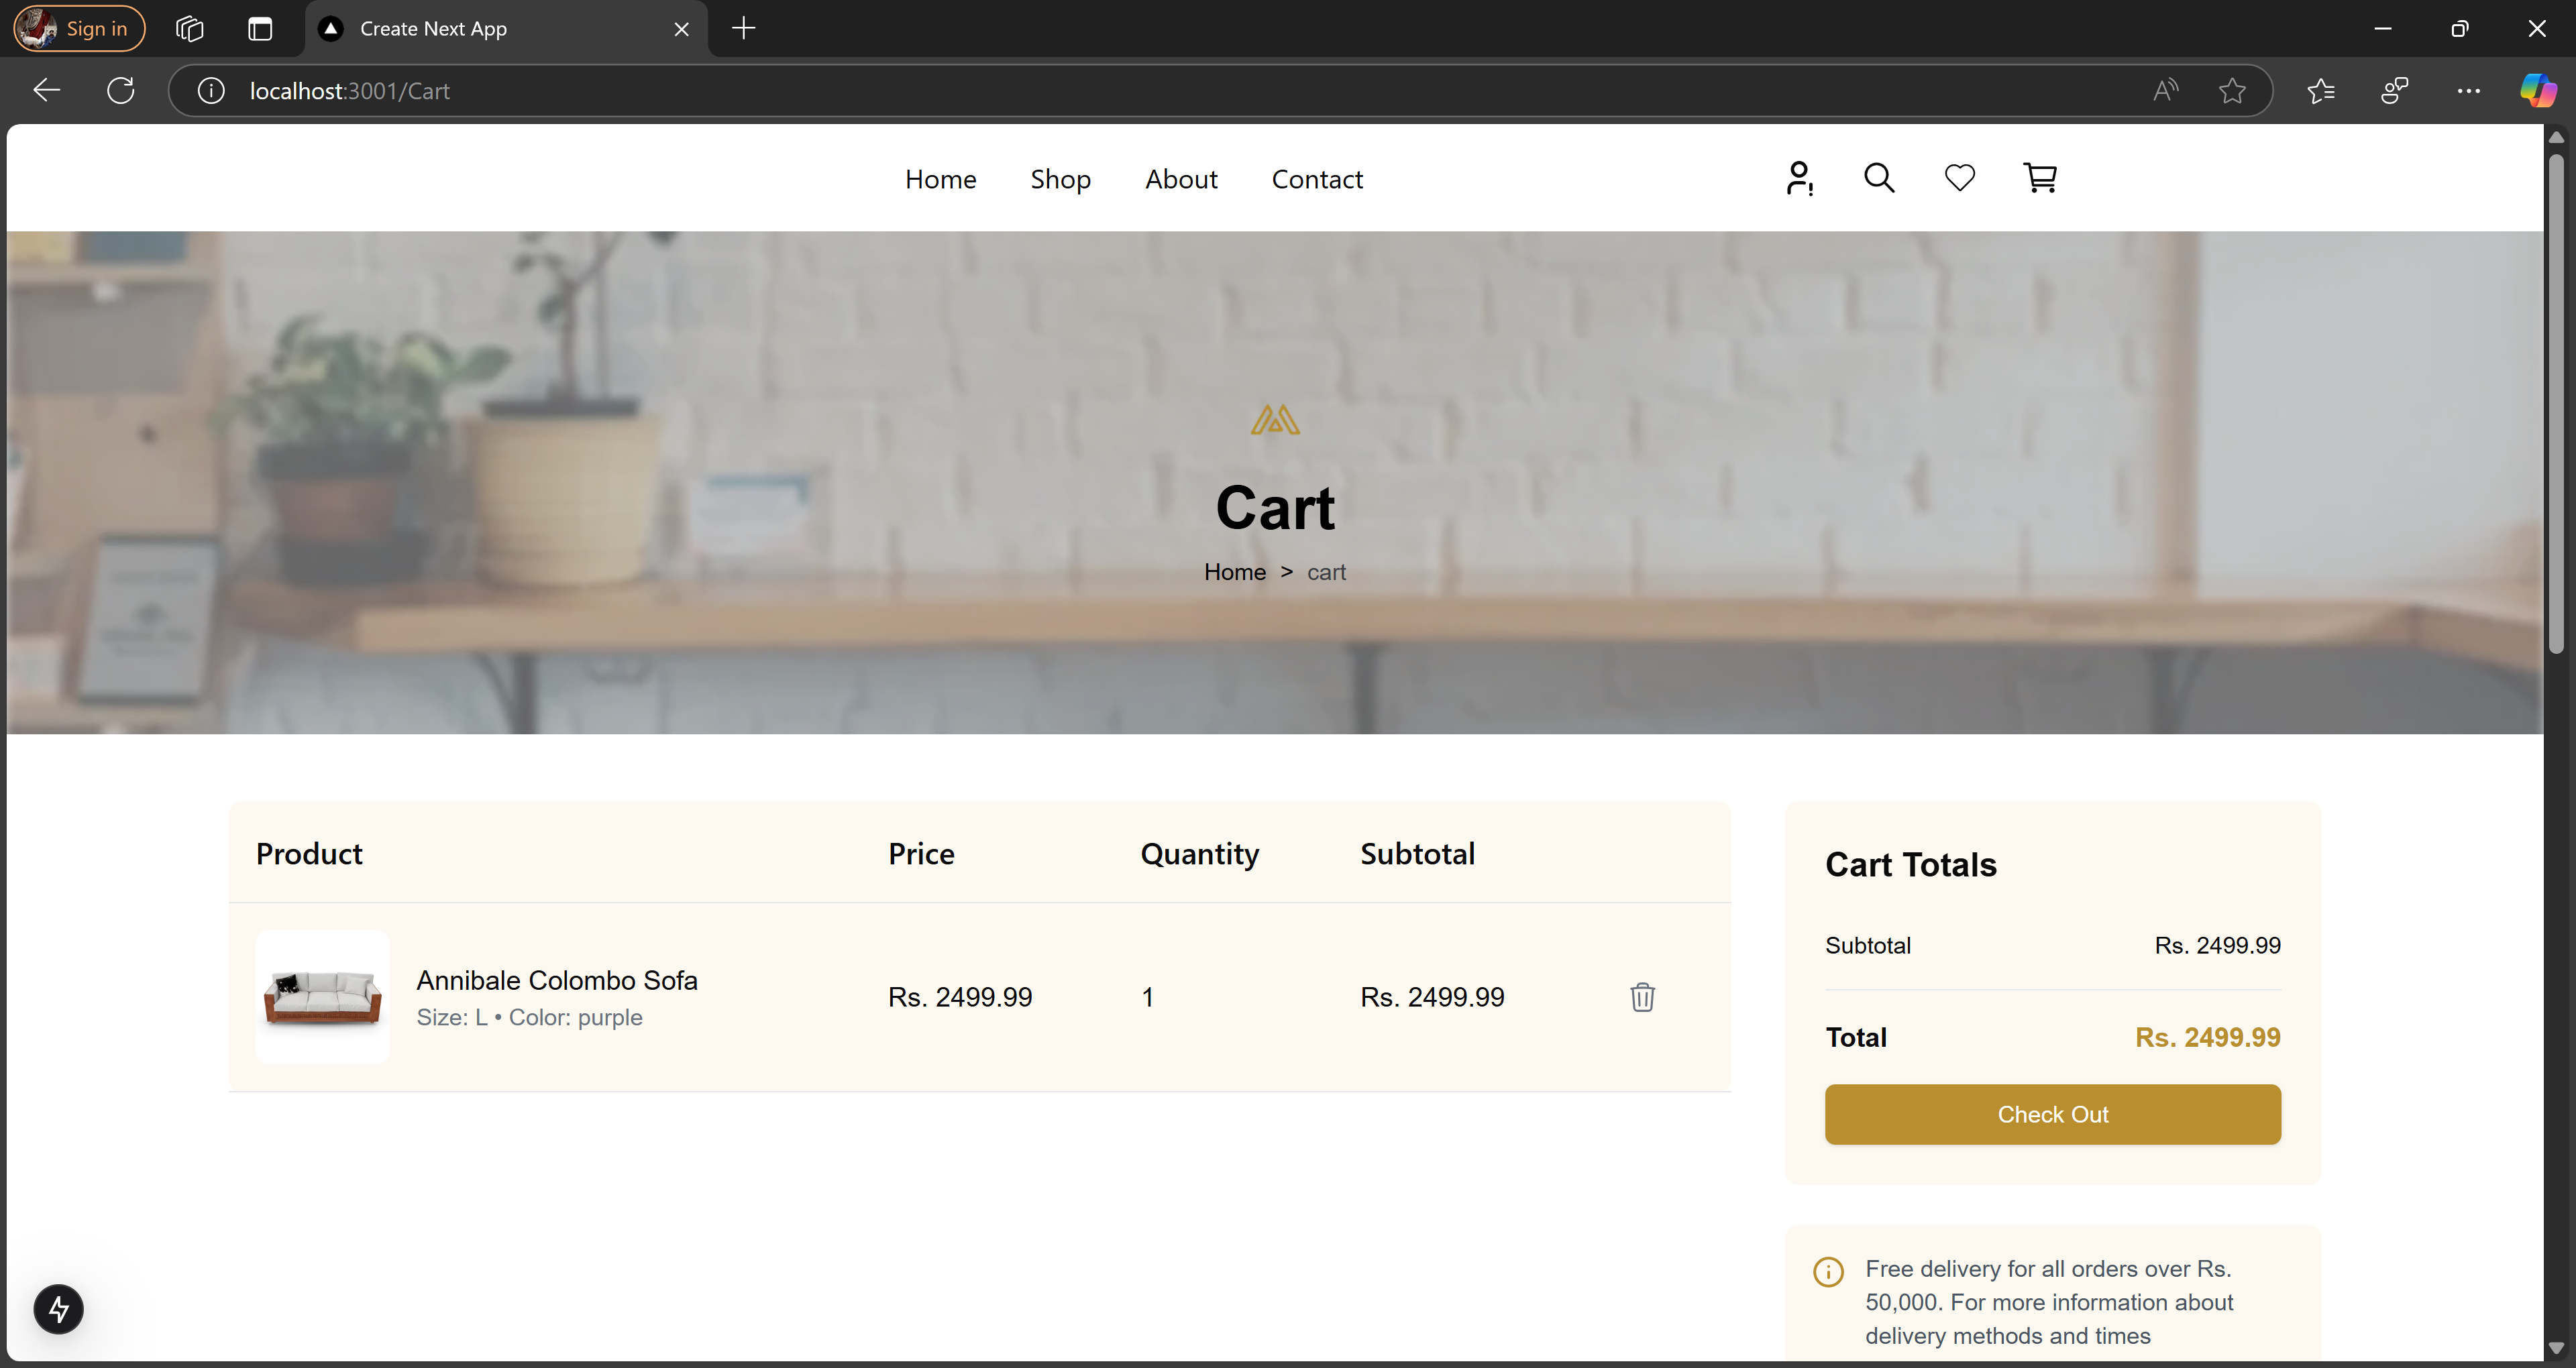 Sign in
Create Next App
localhost:3001/Cart
Home Shop About Contact
Cart
Home > cart
Product Price Quantity Subtotal
Annibale Colombo Sofa
Size: L • Color: purple
Rs. 2499.99 1 Rs. 2499.99
Cart Totals
Subtotal Rs. 2499.99
Total Rs. 2499.99
Check Out
Free delivery for all orders over Rs.
50,000. For more information about
delivery methods and times